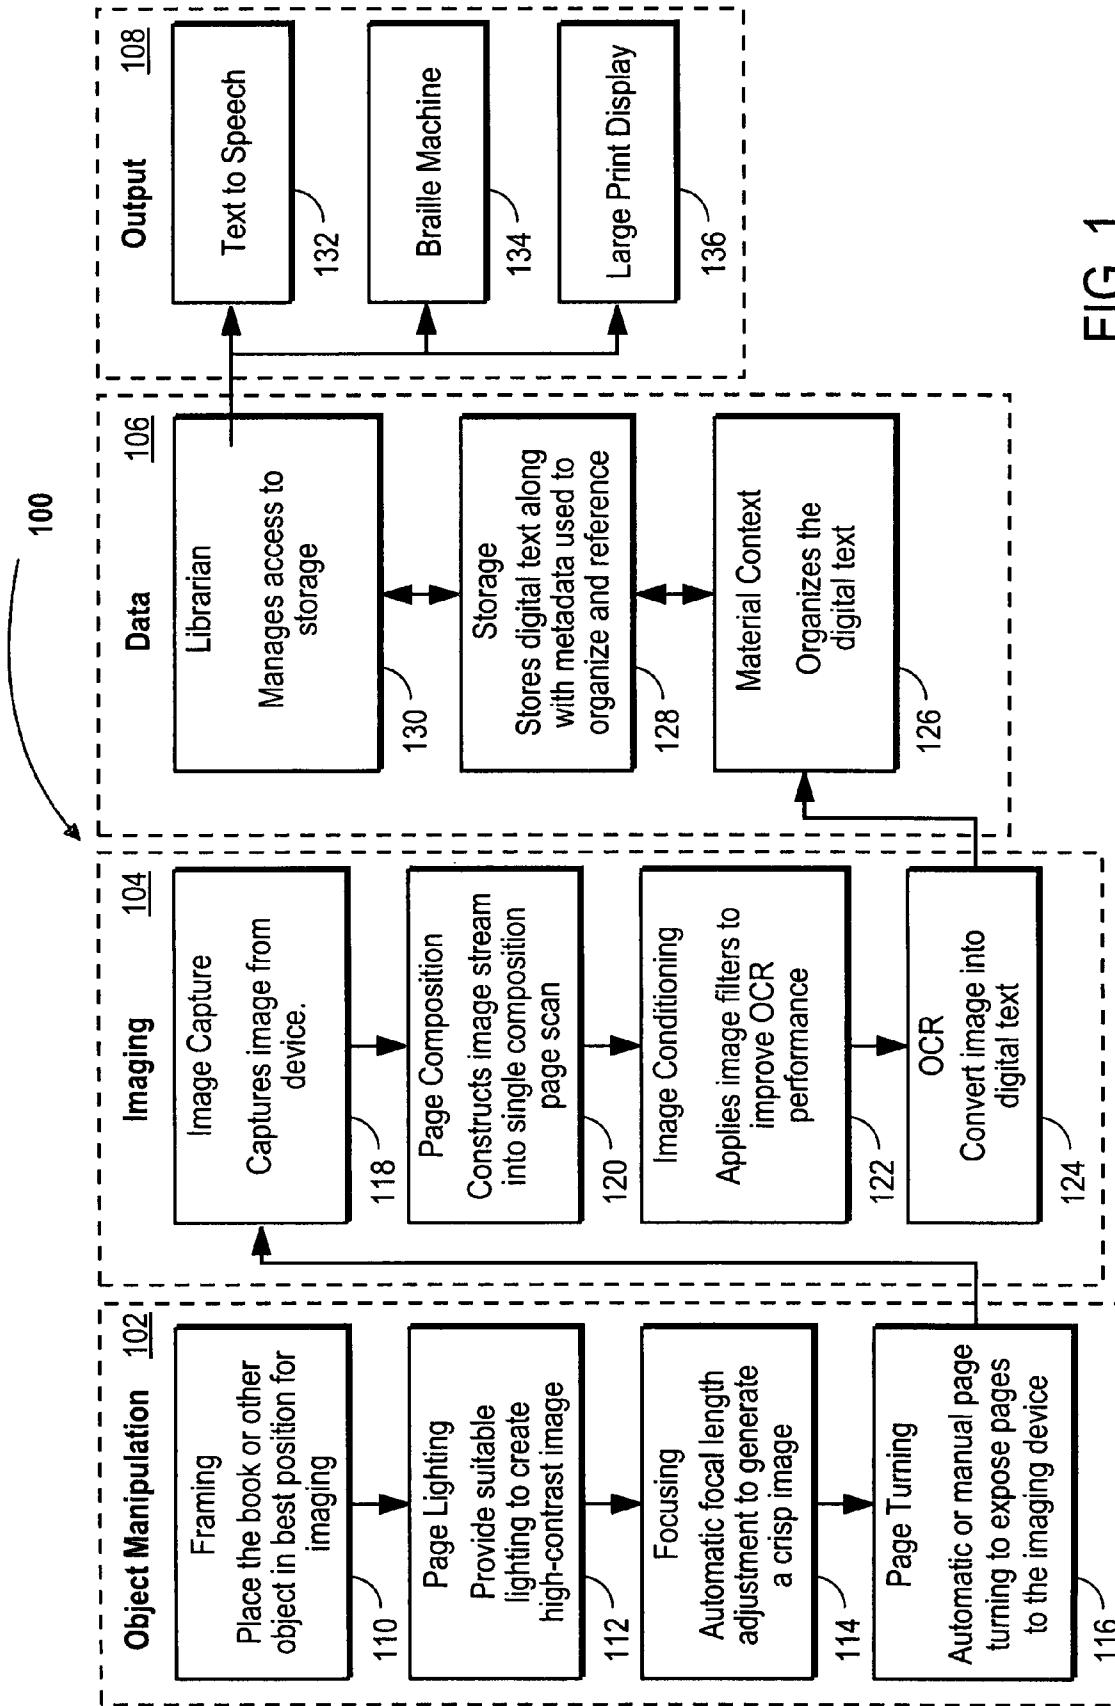 100
Object Manipulation 102
Framing
Place the book or other
object in best position for
imaging
110
Page Lighting
Provide suitable
lighting to create
high-contrast image
112
Focusing
Automatic focal length
adjustment to generate
a crisp image
114
Page Turning
Automatic or manual page
turning to expose pages
to the imaging device
116
Imaging 104
Image Capture
Captures image from
device.
118
Page Composition
Constructs image stream
into single composition
page scan
120
Image Conditioning
Applies image filters to
improve OCR
performance
122
OCR
Convert image into
digital text
124
Data 106
Librarian
Manages access to
storage
130
Storage
Stores digital text along
with metadata used to
organize and reference
128
Material Context
Organizes the
digital text
126
Output 108
Text to Speech
132
Braille Machine
134
Large Print Display
136
FIG. 1